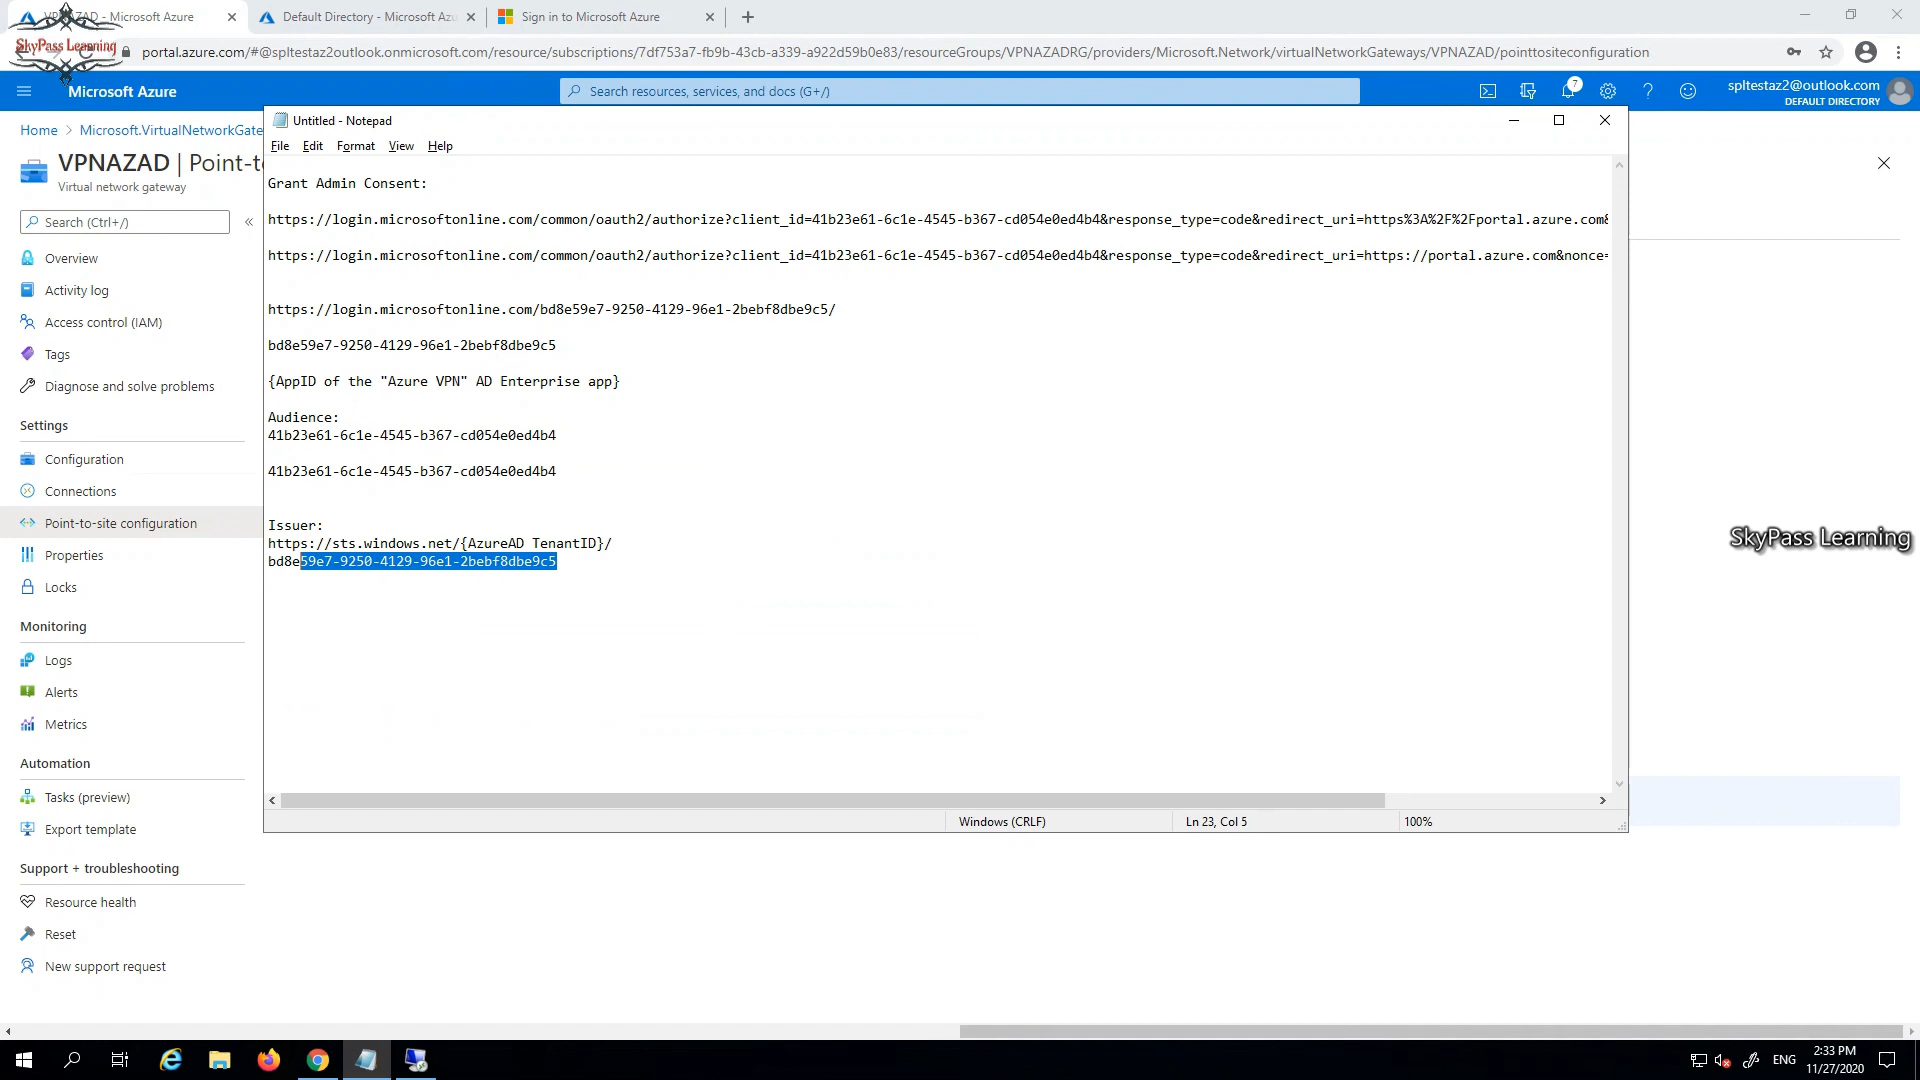 VPNAZAD - Microsoft Azure
Default Directory - Microsoft Azu
Sign in to Microsoft Azure
SkyPass Learning
portal.azure.com/#@spltestaz2outlook.onmicrosoft.com/resource/subscriptions/7df753a7-fb9b-43cb-a339-a922d59b0e83/resourceGroups/VPNAZADRG/providers/Microsoft.Network/virtualNetworkGateways/VPNAZAD/pointtositeconfiguration
Microsoft Azure
Search resources, services, and docs (G+/)
7
spltestaz2@outlook.com
DEFAULT DIRECTORY
Home > Microsoft.VirtualNetworkGate
VPNAZAD | Point-t
Virtual network gateway
Search (Ctrl+/)
«
Overview
Activity log
Access control (IAM)
Tags
Diagnose and solve problems
Settings
Configuration
Connections
Point-to-site configuration
Properties
Locks
Monitoring
Logs
Alerts
Metrics
Automation
Tasks (preview)
Export template
Support + troubleshooting
Resource health
Reset
New support request
Untitled - Notepad
File Edit Format View Help
Grant Admin Consent:
https://login.microsoftonline.com/common/oauth2/authorize?client_id=41b23e61-6c1e-4545-b367-cd054e0ed4b4&response_type=code&redirect_uri=https%3A%2F%2Fportal.azure.com&
https://login.microsoftonline.com/common/oauth2/authorize?client_id=41b23e61-6c1e-4545-b367-cd054e0ed4b4&response_type=code&redirect_uri=https://portal.azure.com&nonce=
https://login.microsoftonline.com/bd8e59e7-9250-4129-96e1-2bebf8dbe9c5/
bd8e59e7-9250-4129-96e1-2bebf8dbe9c5
{AppID of the "Azure VPN" AD Enterprise app}
Audience:
41b23e61-6c1e-4545-b367-cd054e0ed4b4
41b23e61-6c1e-4545-b367-cd054e0ed4b4
Issuer:
https://sts.windows.net/{AzureAD TenantID}/
bd8e59e7-9250-4129-96e1-2bebf8dbe9c5
Windows (CRLF)
Ln 23, Col 5
100%
SkyPass Learning
ENG
2:33 PM
11/27/2020